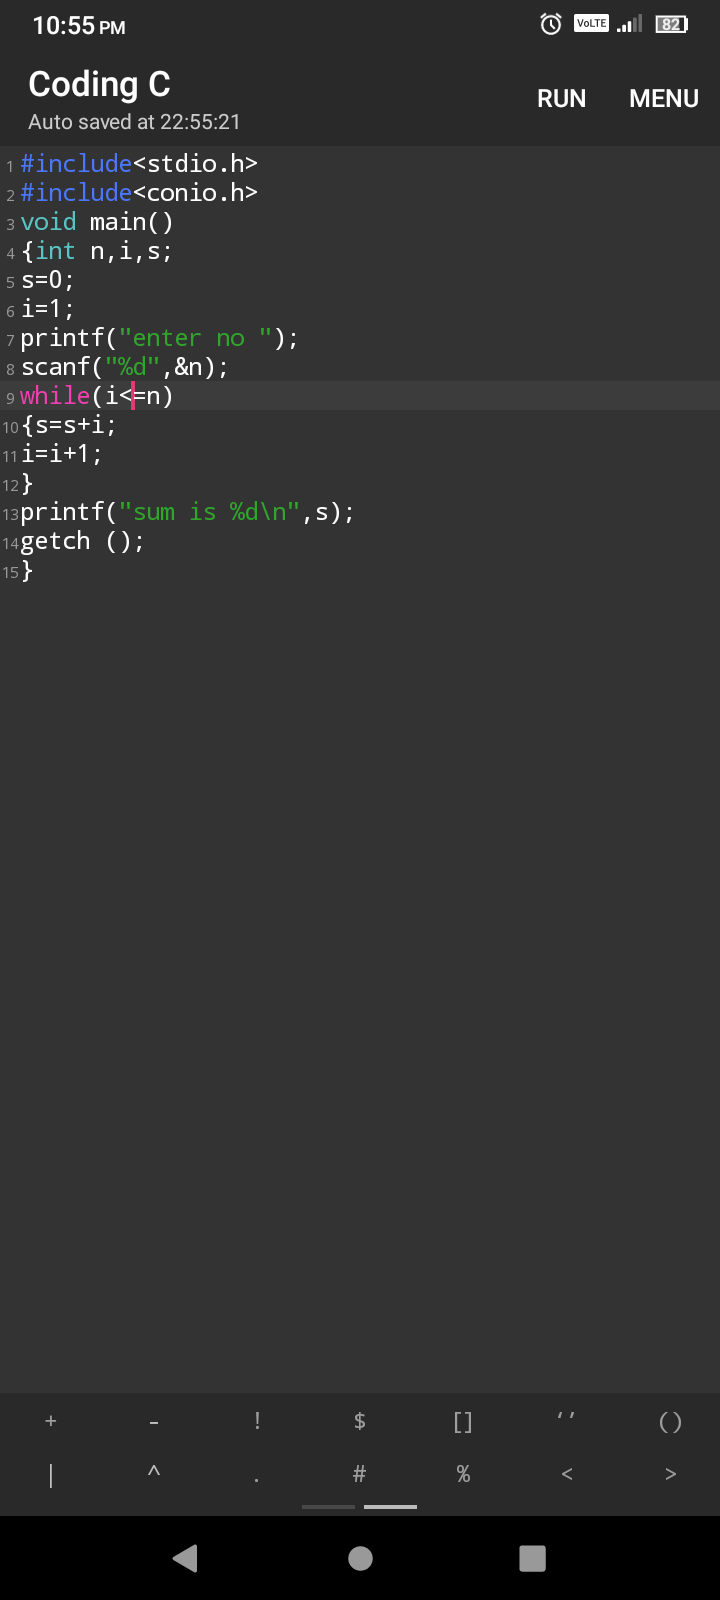 10:55 PM VoLTE 82
Coding C
Auto saved at 22:55:21
RUN MENU
1 #include<stdio.h>
2 #include<conio.h>
3 void main()
4 {int n,i,s;
5 s=0;
6 i=1;
7 printf("enter no ");
8 scanf("%d",&n);
9 while(i<=n)
10 {s=s+i;
11 i=i+1;
12 }
13 printf("sum is %d\n",s);
14 getch ();
15 }
+ - ! $ [] ‘’ ()
| ^ . # % < >